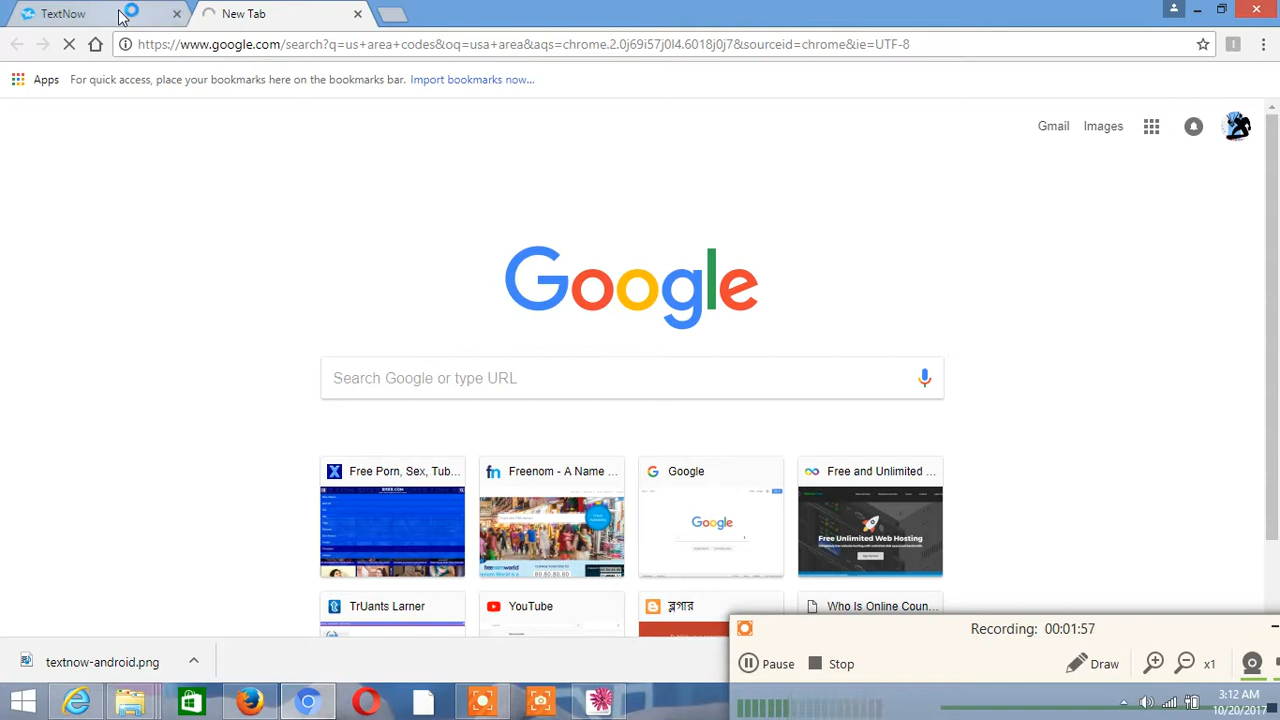 TextNow
New Tab
https://www.google.com/search?q=us+area+codes&oq=usa+area&aqs=chrome.2.0j69i57j0l4.6018j0j7&sourceid=chrome&ie=UTF-8
Apps For quick access, place your bookmarks here on the bookmarks bar. Import bookmarks now...
Gmail Images
Google
Search Google or type URL
Free Porn, Sex, Tub...
Freenom - A Name ...
Google
Free and Unlimited ...
Google
Free Unlimited Web Hosting
TrUants Larner
YouTube
ব্লগার
Who Is Online Coun...
Recording: 00:01:57
textnow-android.png
Pause Stop Draw x1
3:12 AM
10/20/2017